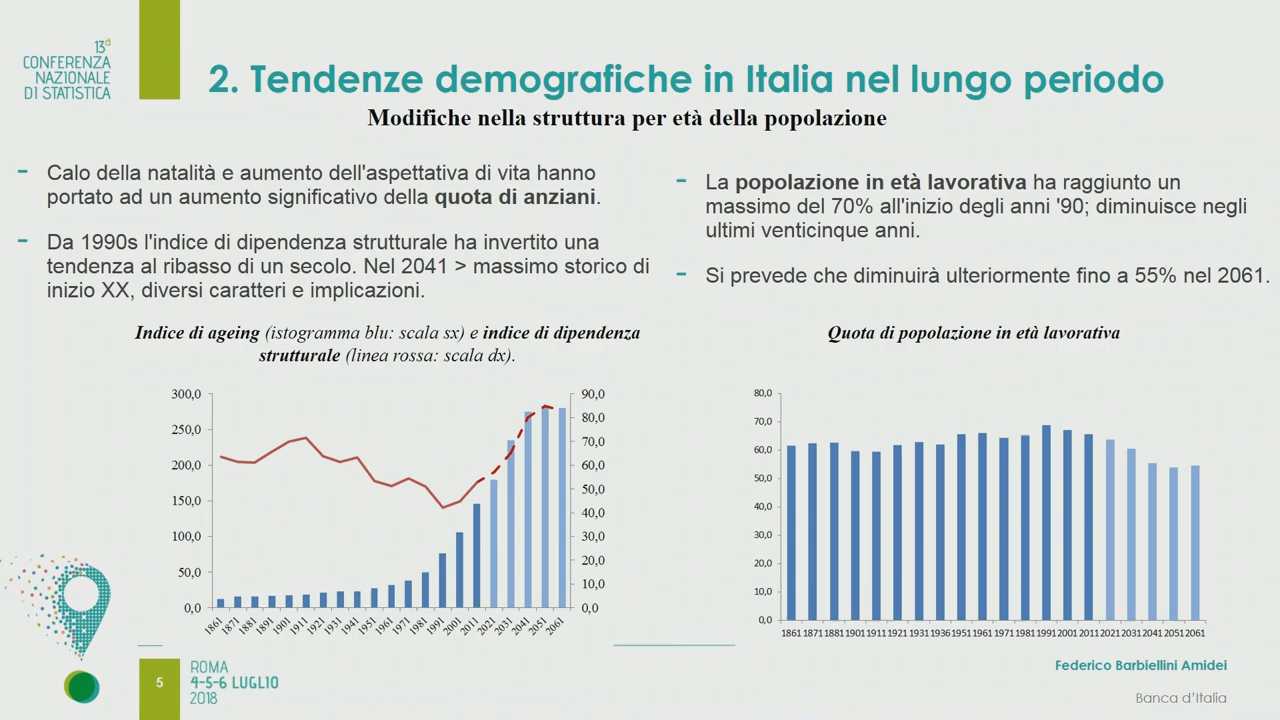 13ª
CONFERENZA
NAZIONALE
DI STATISTICA
2. Tendenze demografiche in Italia nel lungo periodo
Modifiche nella struttura per età della popolazione
- Calo della natalità e aumento dell'aspettativa di vita hanno
portato ad un aumento significativo della quota di anziani.
- Da 1990s l'indice di dipendenza strutturale ha invertito una
tendenza al ribasso di un secolo. Nel 2041 > massimo storico di
inizio XX, diversi caratteri e implicazioni.
- La popolazione in età lavorativa ha raggiunto un
massimo del 70% all'inizio degli anni '90; diminuisce negli
ultimi venticinque anni.
- Si prevede che diminuirà ulteriormente fino a 55% nel 2061.
Indice di ageing (istogramma blu: scala sx) e indice di dipendenza
strutturale (linea rossa: scala dx).
300,0
250,0
200,0
150,0
100,0
50,0
0,0
90,0
80,0
70,0
60,0
50,0
40,0
30,0
20,0
10,0
0,0
1861 1871 1881 1891 1901 1911 1921 1931 1941 1951 1961 1971 1981 1991 2001 2011 2021 2031 2041 2051 2061
Quota di popolazione in età lavorativa
80,0
70,0
60,0
50,0
40,0
30,0
20,0
10,0
0,0
1861 1871 1881 1901 1911 1921 1931 1936 1951 1961 1971 1981 1991 2001 2011 2021 2031 2041 2051 2061
5
ROMA
4-5-6 LUGLIO
2018
Federico Barbiellini Amidei
Banca d'Italia